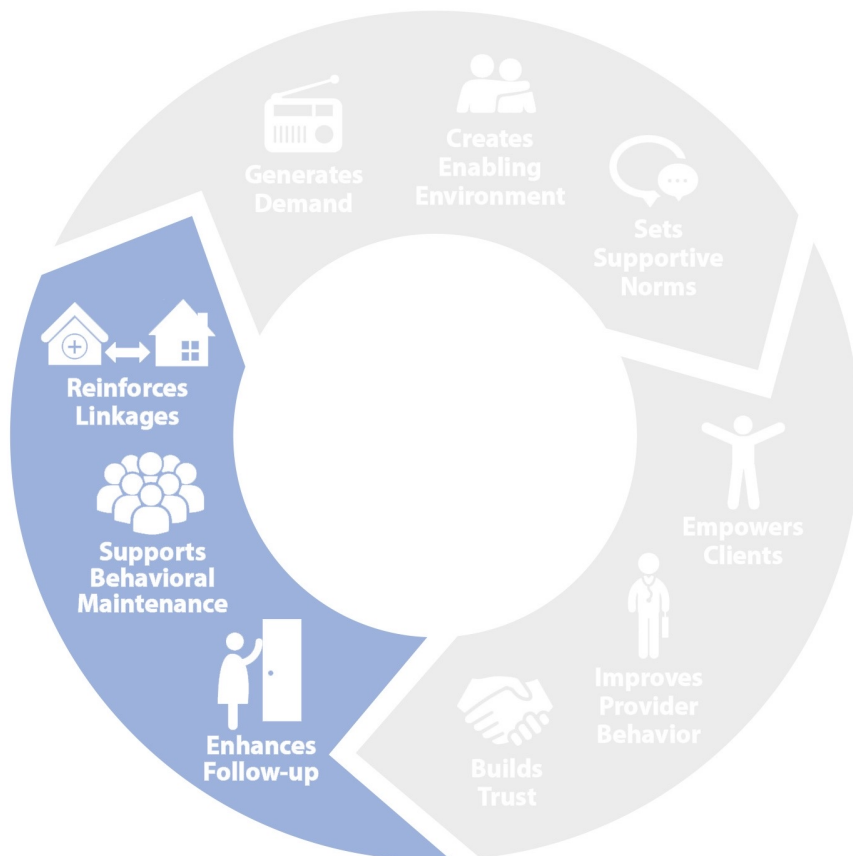 Generates
Demand
Creates
Enabling
Environment
Sets
Supportive
Norms
Empowers
Clients
Improves
Provider
Behavior
Builds
Trust
Enhances
Follow-up
Supports
Behavioral
Maintenance
Reinforces
Linkages